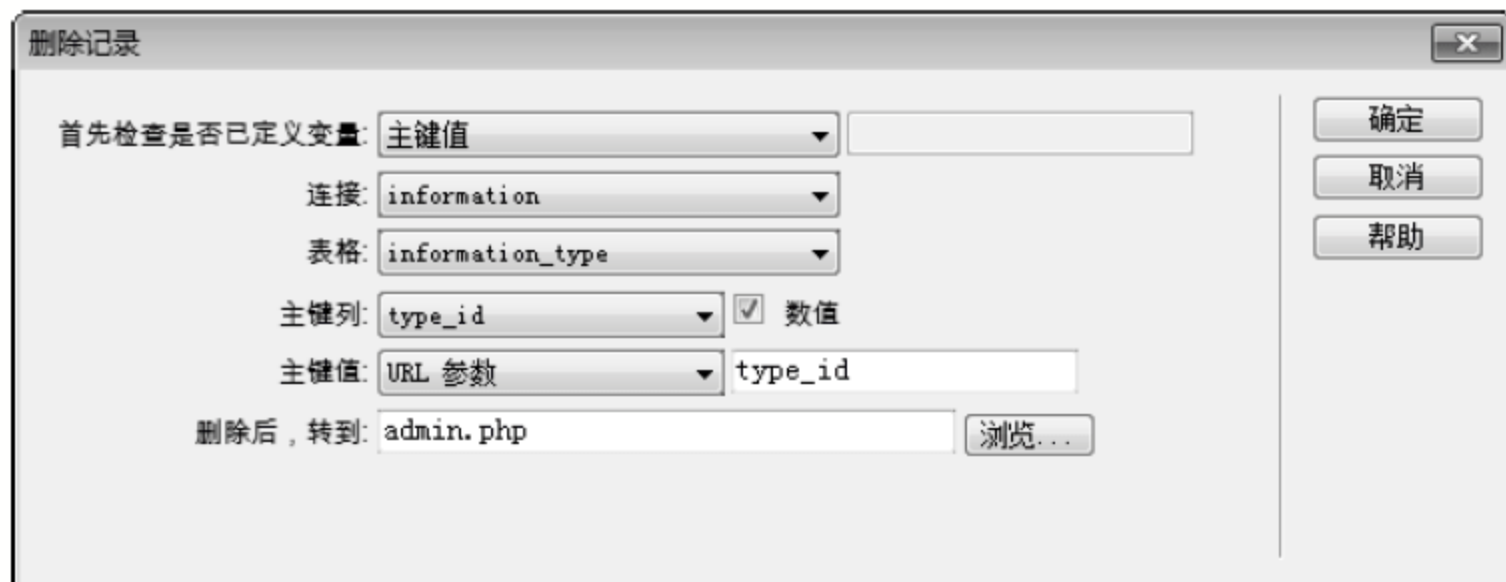 删除记录
首先检查是否已定义变量: 主键值
确定
连接: information
取消
表格: information_type
帮助
主键列: type_id 数值
主键值: URL 参数 type_id
删除后，转到: admin.php 浏览...